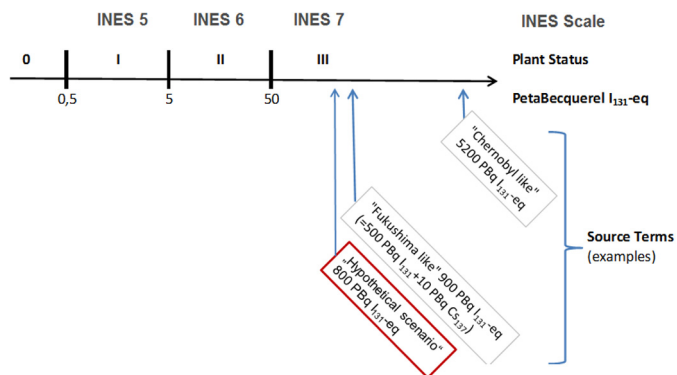 INES 5 INES 6 INES 7 INES Scale
0 I II III Plant Status
0,5 5 50 PetaBecquerel I131-eq
"Chernobyl like"
5200 PBq I131-eq
"Fukushima like" 900 PBq I131-eq
(=500 PBq I131+10 PBq Cs137)
„Hypothetical scenario“
800 PBq I131-eq
Source Terms
(examples)